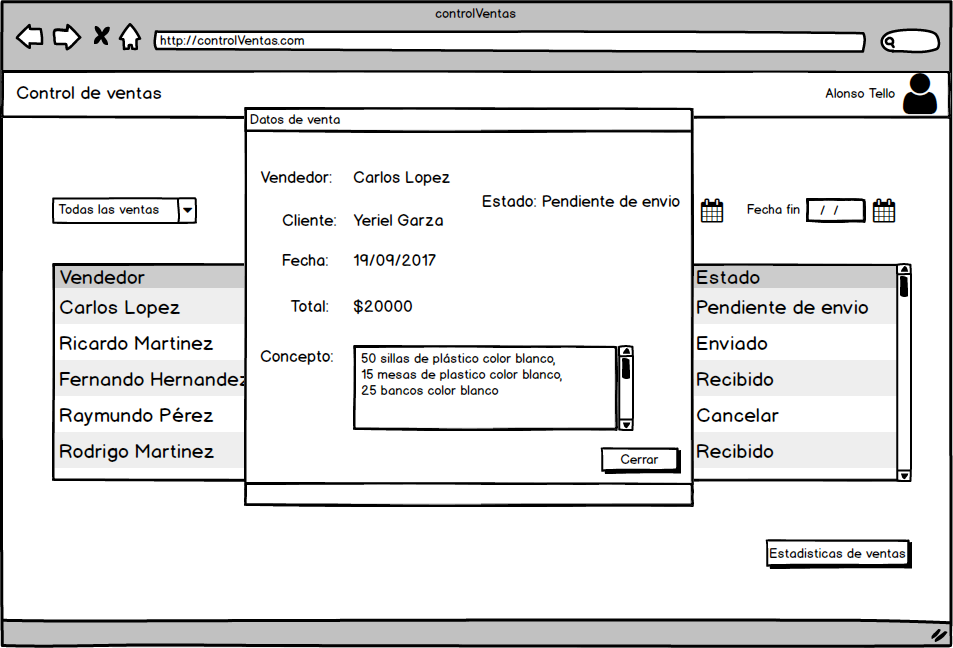 controlVentas
http://controlVentas.com
Control de ventas
Alonso Tello
Datos de venta
Vendedor: Carlos Lopez
Estado: Pendiente de envio
Cliente: Yeriel Garza
Fecha: 19/09/2017
Total: $20000
Concepto:
50 sillas de plástico color blanco,
15 mesas de plastico color blanco,
25 bancos color blanco
Cerrar
Todas las ventas
Fecha fin / /
Vendedor Estado
Carlos Lopez Pendiente de envio
Ricardo Martinez Enviado
Fernando Hernandez Recibido
Raymundo Pérez Cancelar
Rodrigo Martinez Recibido
Estadisticas de ventas